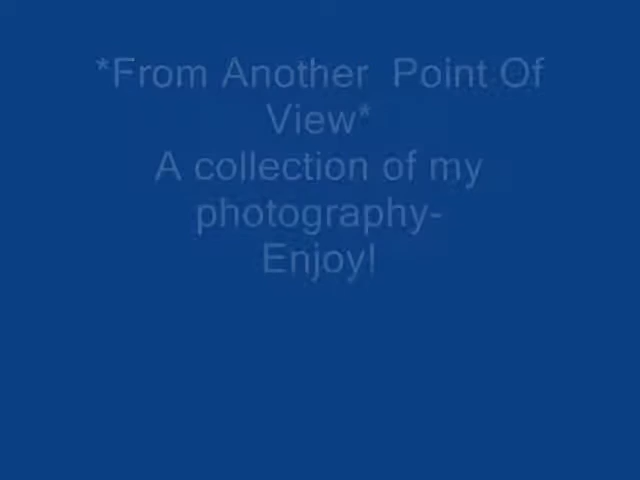 *From Another  Point Of
View*
A collection of my
photography-
Enjoy!